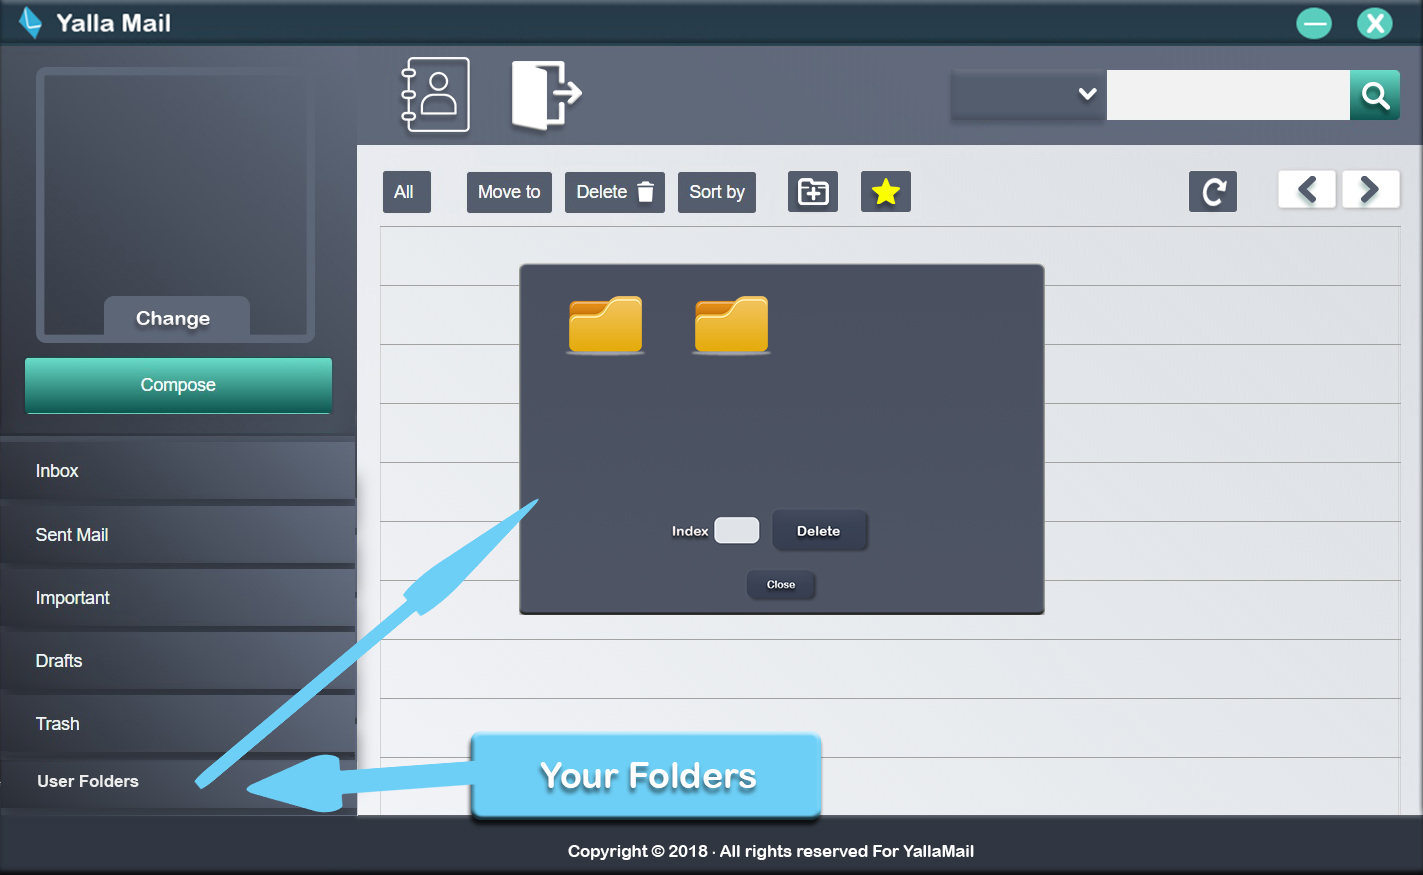 Yalla Mail
Change
Compose
Inbox
Sent Mail
Important
Drafts
Trash
User Folders
All
Move to
Delete
Sort by
Index
Delete
Close
Your Folders
Copyright © 2018 · All rights reserved For YallaMail